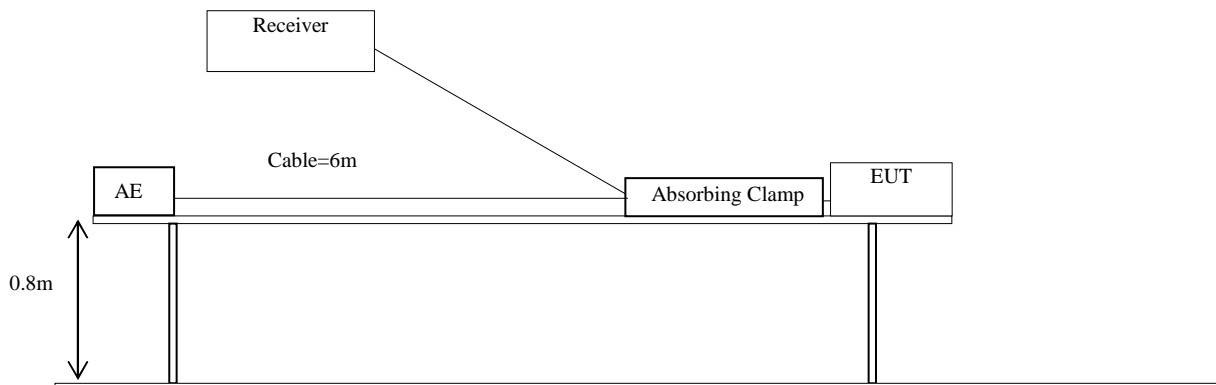 Receiver
Cable=6m
AE
Absorbing Clamp
EUT
0.8m